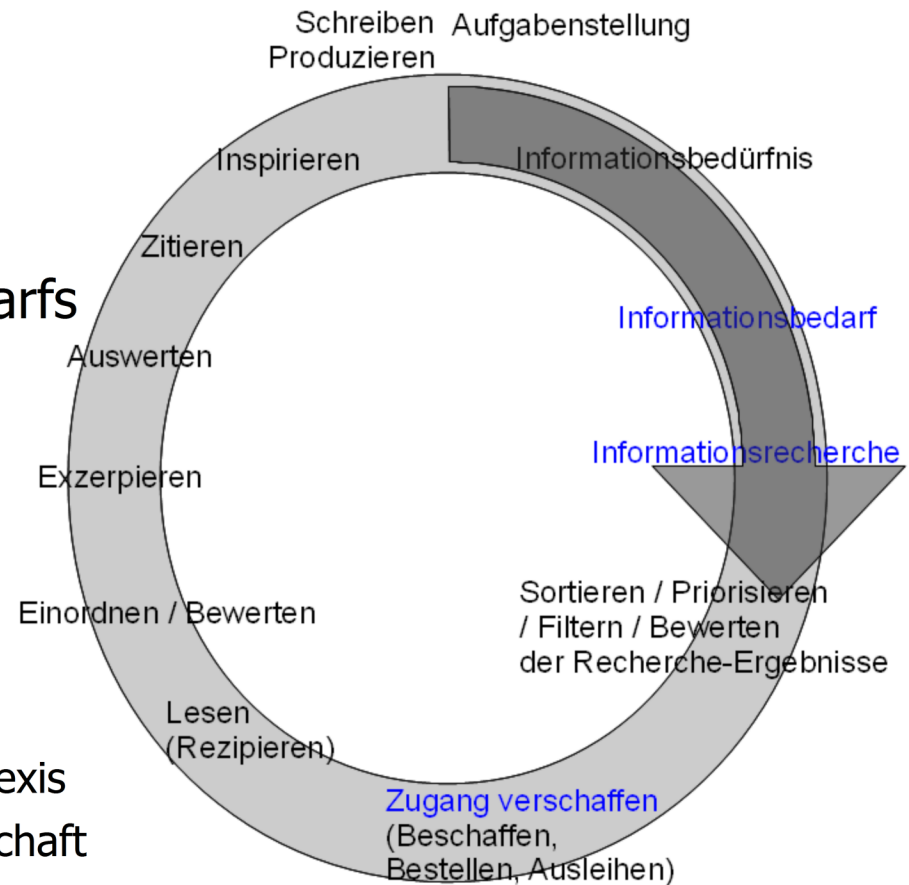 Schreiben
Produzieren
Aufgabenstellung
Informationsbedürfnis
Informationsbedarf
Informationsrecherche
Sortieren / Priorisieren
/ Filtern / Bewerten
der Recherche-Ergebnisse
Zugang verschaffen
(Beschaffen,
Bestellen, Ausleihen)
Lesen
(Rezipieren)
Einordnen / Bewerten
Exzerpieren
Auswerten
Zitieren
Inspirieren
arfs
exis
chaft